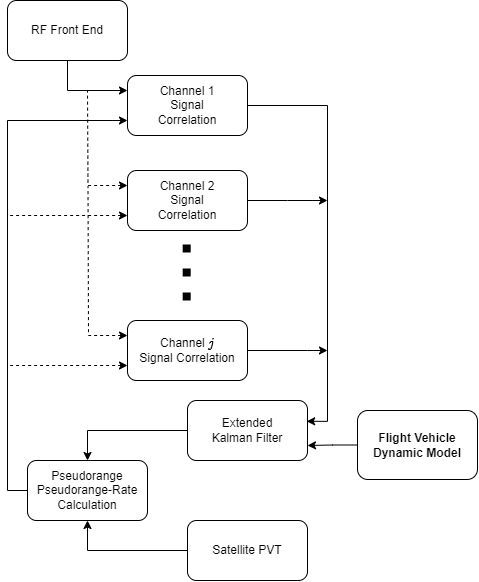 RF Front End
Channel 1
Signal
Correlation
Channel 2
Signal
Correlation
Channel j
Signal Correlation
Extended
Kalman Filter
Flight Vehicle
Dynamic Model
Pseudorange
Pseudorange-Rate
Calculation
Satellite PVT